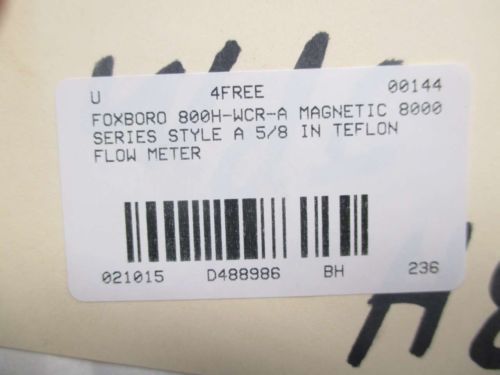 U 4FREE 00144
FOXBORO 800H-WCR-A MAGNETIC 8000
SERIES STYLE A 5/8 IN TEFLON
FLOW METER
021015 D488986 BH 236